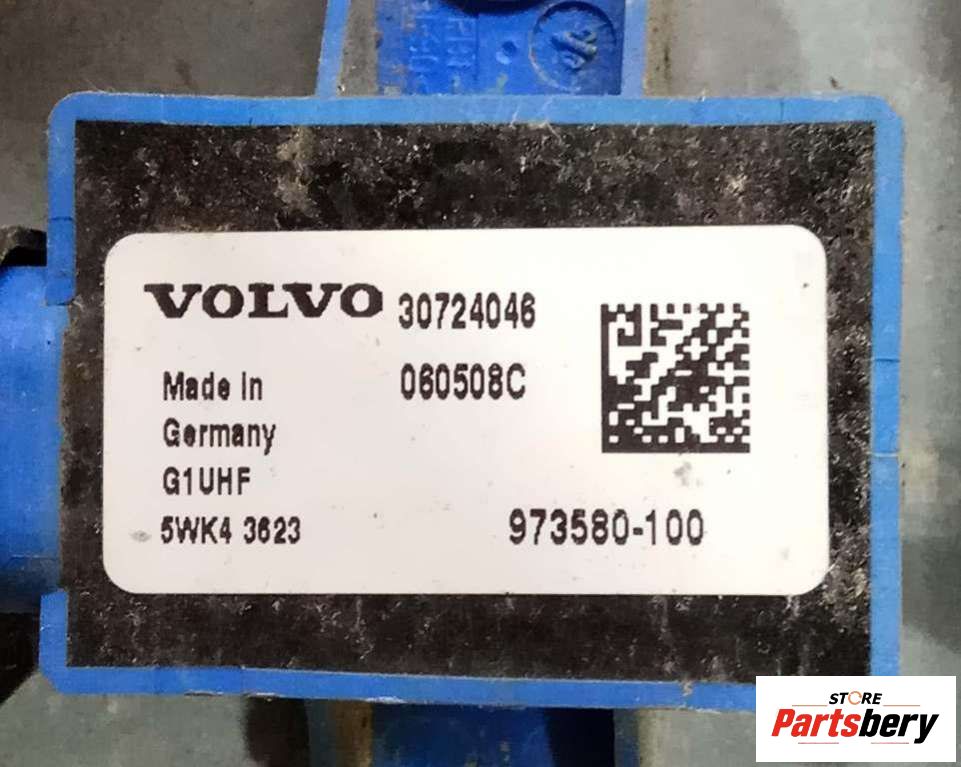 VOLVO 30724046
Made in 060508C
Germany
G1UHF
5WK4 3623 973580-100
STORE
Partsbery